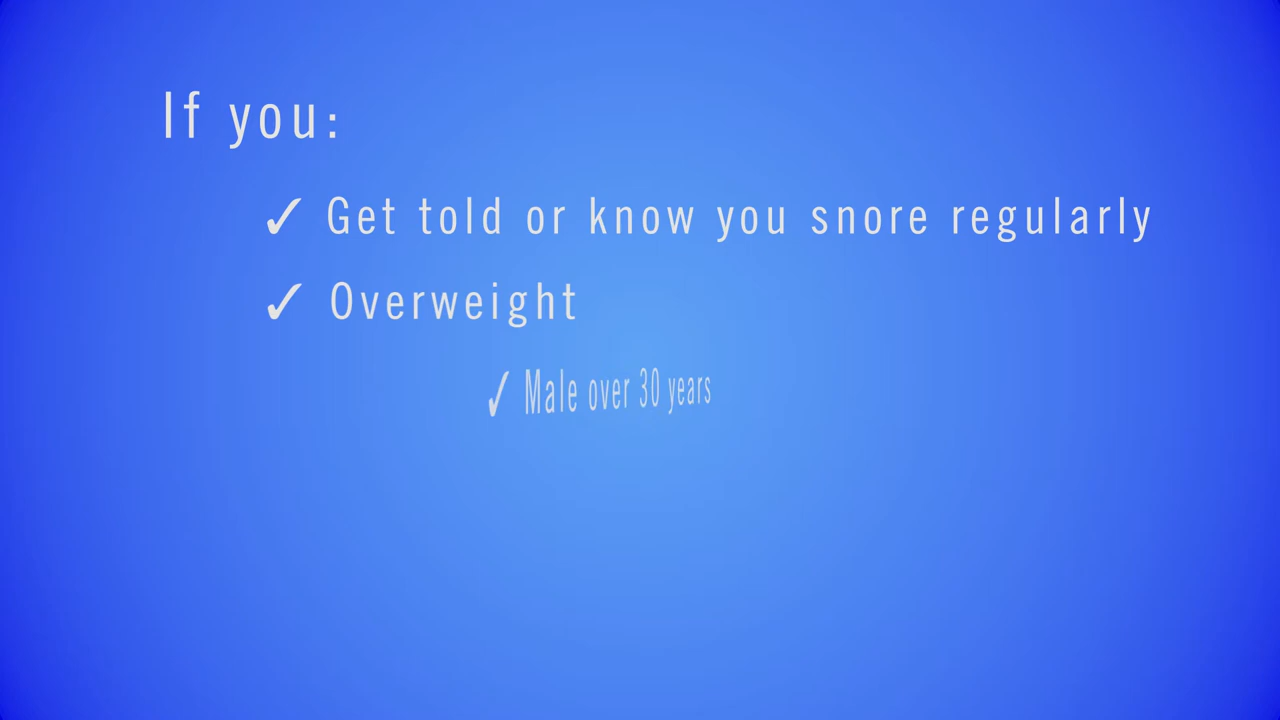 If you:
✓ Get told or know you snore regularly
✓ Overweight
✓ Male over 30 years